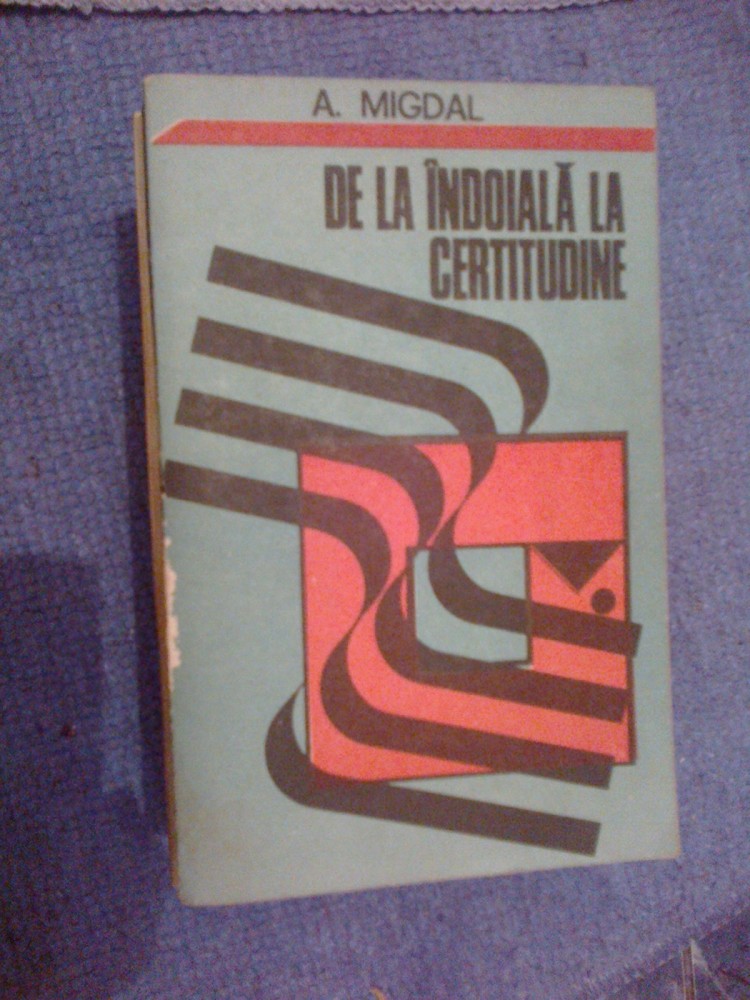 A. MIGDAL
DE LA ÎNDOIALĂ LA
CERTITUDINE